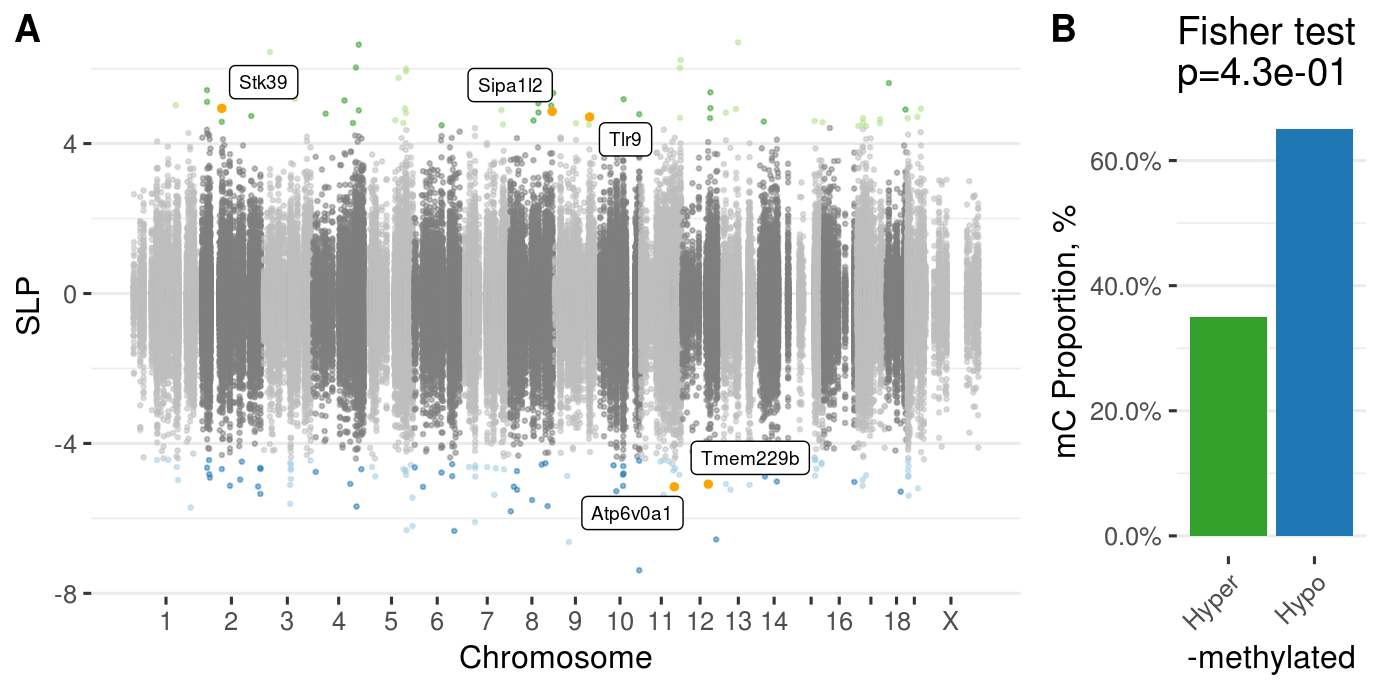 A
Stk39
Sipa1l2
Tlr9
Tmem229b
Atp6v0a1
4
0
-4
-8
SLP
1 2 3 4 5 6 7 8 9 10 11 12 13 14 16 18 X
Chromosome
B
Fisher test
p=4.3e-01
60.0%
40.0%
20.0%
0.0%
mC Proportion, %
Hyper Hypo
-methylated